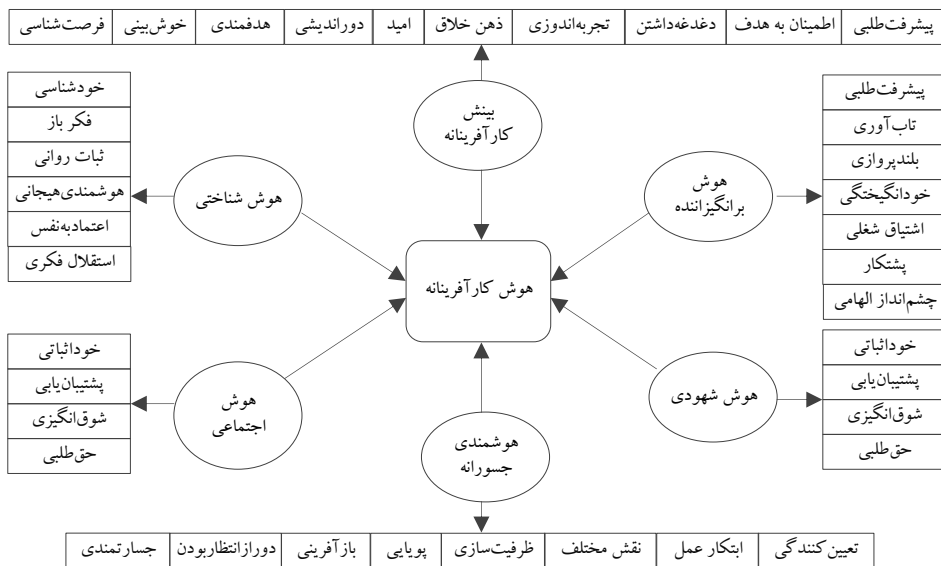 پیشرفت‌طلبی
اطمینان به هدف
دغدغه‌داشتن
تجربه‌اندوزی
ذهن خلاق
امید
دوراندیشی
هدفمندی
خوش‌بینی
فرصت‌شناسی
بینش
کارآفرینانه
پیشرفت‌طلبی
تاب‌آوری
بلندپروازی
خودانگیختگی
اشتیاق شغلی
پشتکار
چشم‌انداز الهامی
هوش
برانگیزاننده
خودشناسی
فکر باز
ثبات روانی
هوشمندی‌هیجانی
اعتمادبه‌نفس
استقلال فکری
هوش شناختی
هوش کارآفرینانه
خوداثباتی
پشتیبان‌یابی
شوق‌انگیزی
حق‌طلبی
هوش شهودی
خوداثباتی
پشتیبان‌یابی
شوق‌انگیزی
حق‌طلبی
هوش
اجتماعی
هوشمندی
جسورانه
تعیین‌کنندگی
ابتکار عمل
نقش مختلف
ظرفیت‌سازی
پویایی
بازآفرینی
دورازانتظاربودن
جسارتمندی